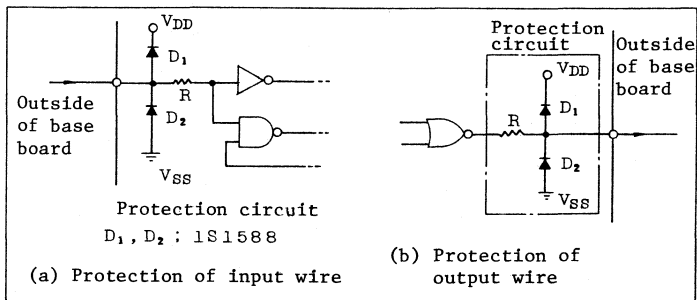 VDD
D1
R
D2
Outside
of base
board
VSS
Protection circuit
D1, D2 ; 1S1588
(a) Protection of input wire
Protection
circuit
Outside
of base
board
VDD
R
D1
D2
VSS
(b) Protection of
output wire